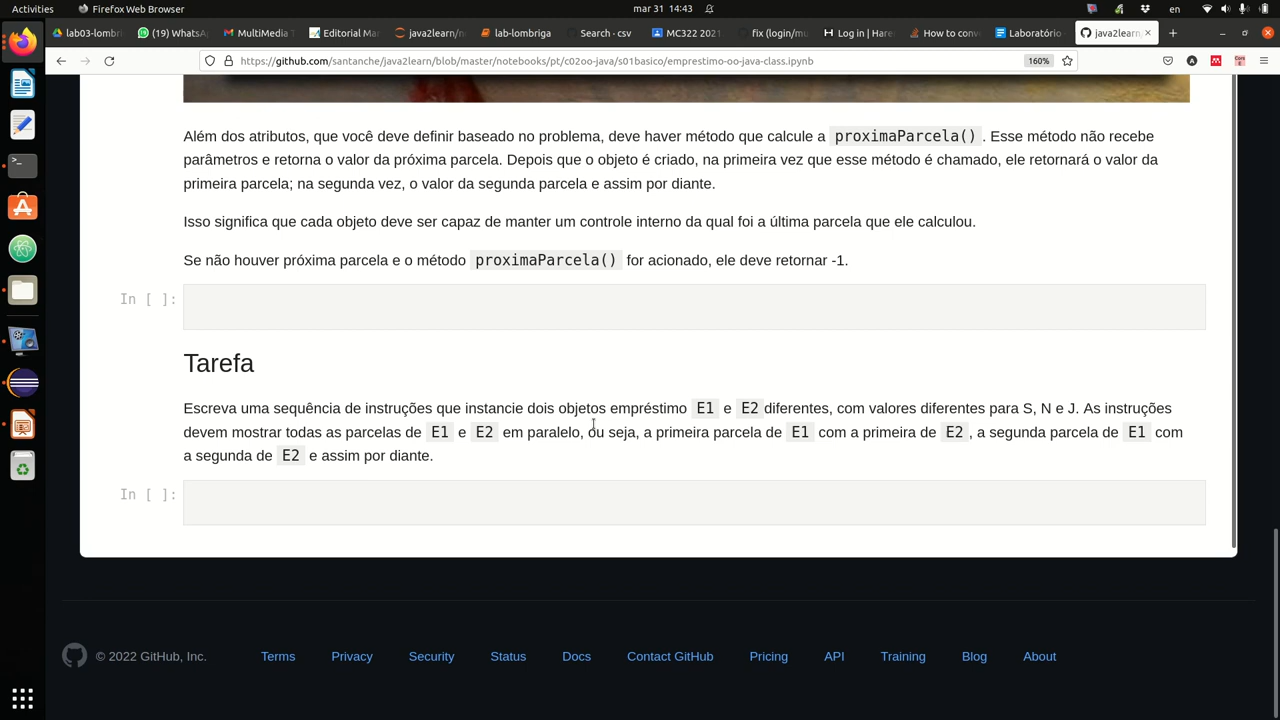 Activities
Firefox Web Browser
mar 31 14:43
en
lab03-lombri
(19) WhatsA
MultiMedia T
Editorial Mar
java2learn/n
lab-lombriga
Search · csv
MC322 2021
fix (login/mu
Log in | Hare
How to conv
Laboratório
java2learn
https://github.com/santanche/java2learn/blob/master/notebooks/pt/c02oo-java/s01basico/emprestimo-oo-java-class.ipynb
160%
Além dos atributos, que você deve definir baseado no problema, deve haver método que calcule a proximaParcela(). Esse método não recebe
parâmetros e retorna o valor da próxima parcela. Depois que o objeto é criado, na primeira vez que esse método é chamado, ele retornará o valor da
primeira parcela; na segunda vez, o valor da segunda parcela e assim por diante.
Isso significa que cada objeto deve ser capaz de manter um controle interno da qual foi a última parcela que ele calculou.
Se não houver próxima parcela e o método proximaParcela() for acionado, ele deve retornar -1.
In [ ]:
Tarefa
Escreva uma sequência de instruções que instancie dois objetos empréstimo E1 e E2 diferentes, com valores diferentes para S, N e J. As instruções
devem mostrar todas as parcelas de E1 e E2 em paralelo, ou seja, a primeira parcela de E1 com a primeira de E2, a segunda parcela de E1 com
a segunda de E2 e assim por diante.
In [ ]:
© 2022 GitHub, Inc.
Terms
Privacy
Security
Status
Docs
Contact GitHub
Pricing
API
Training
Blog
About